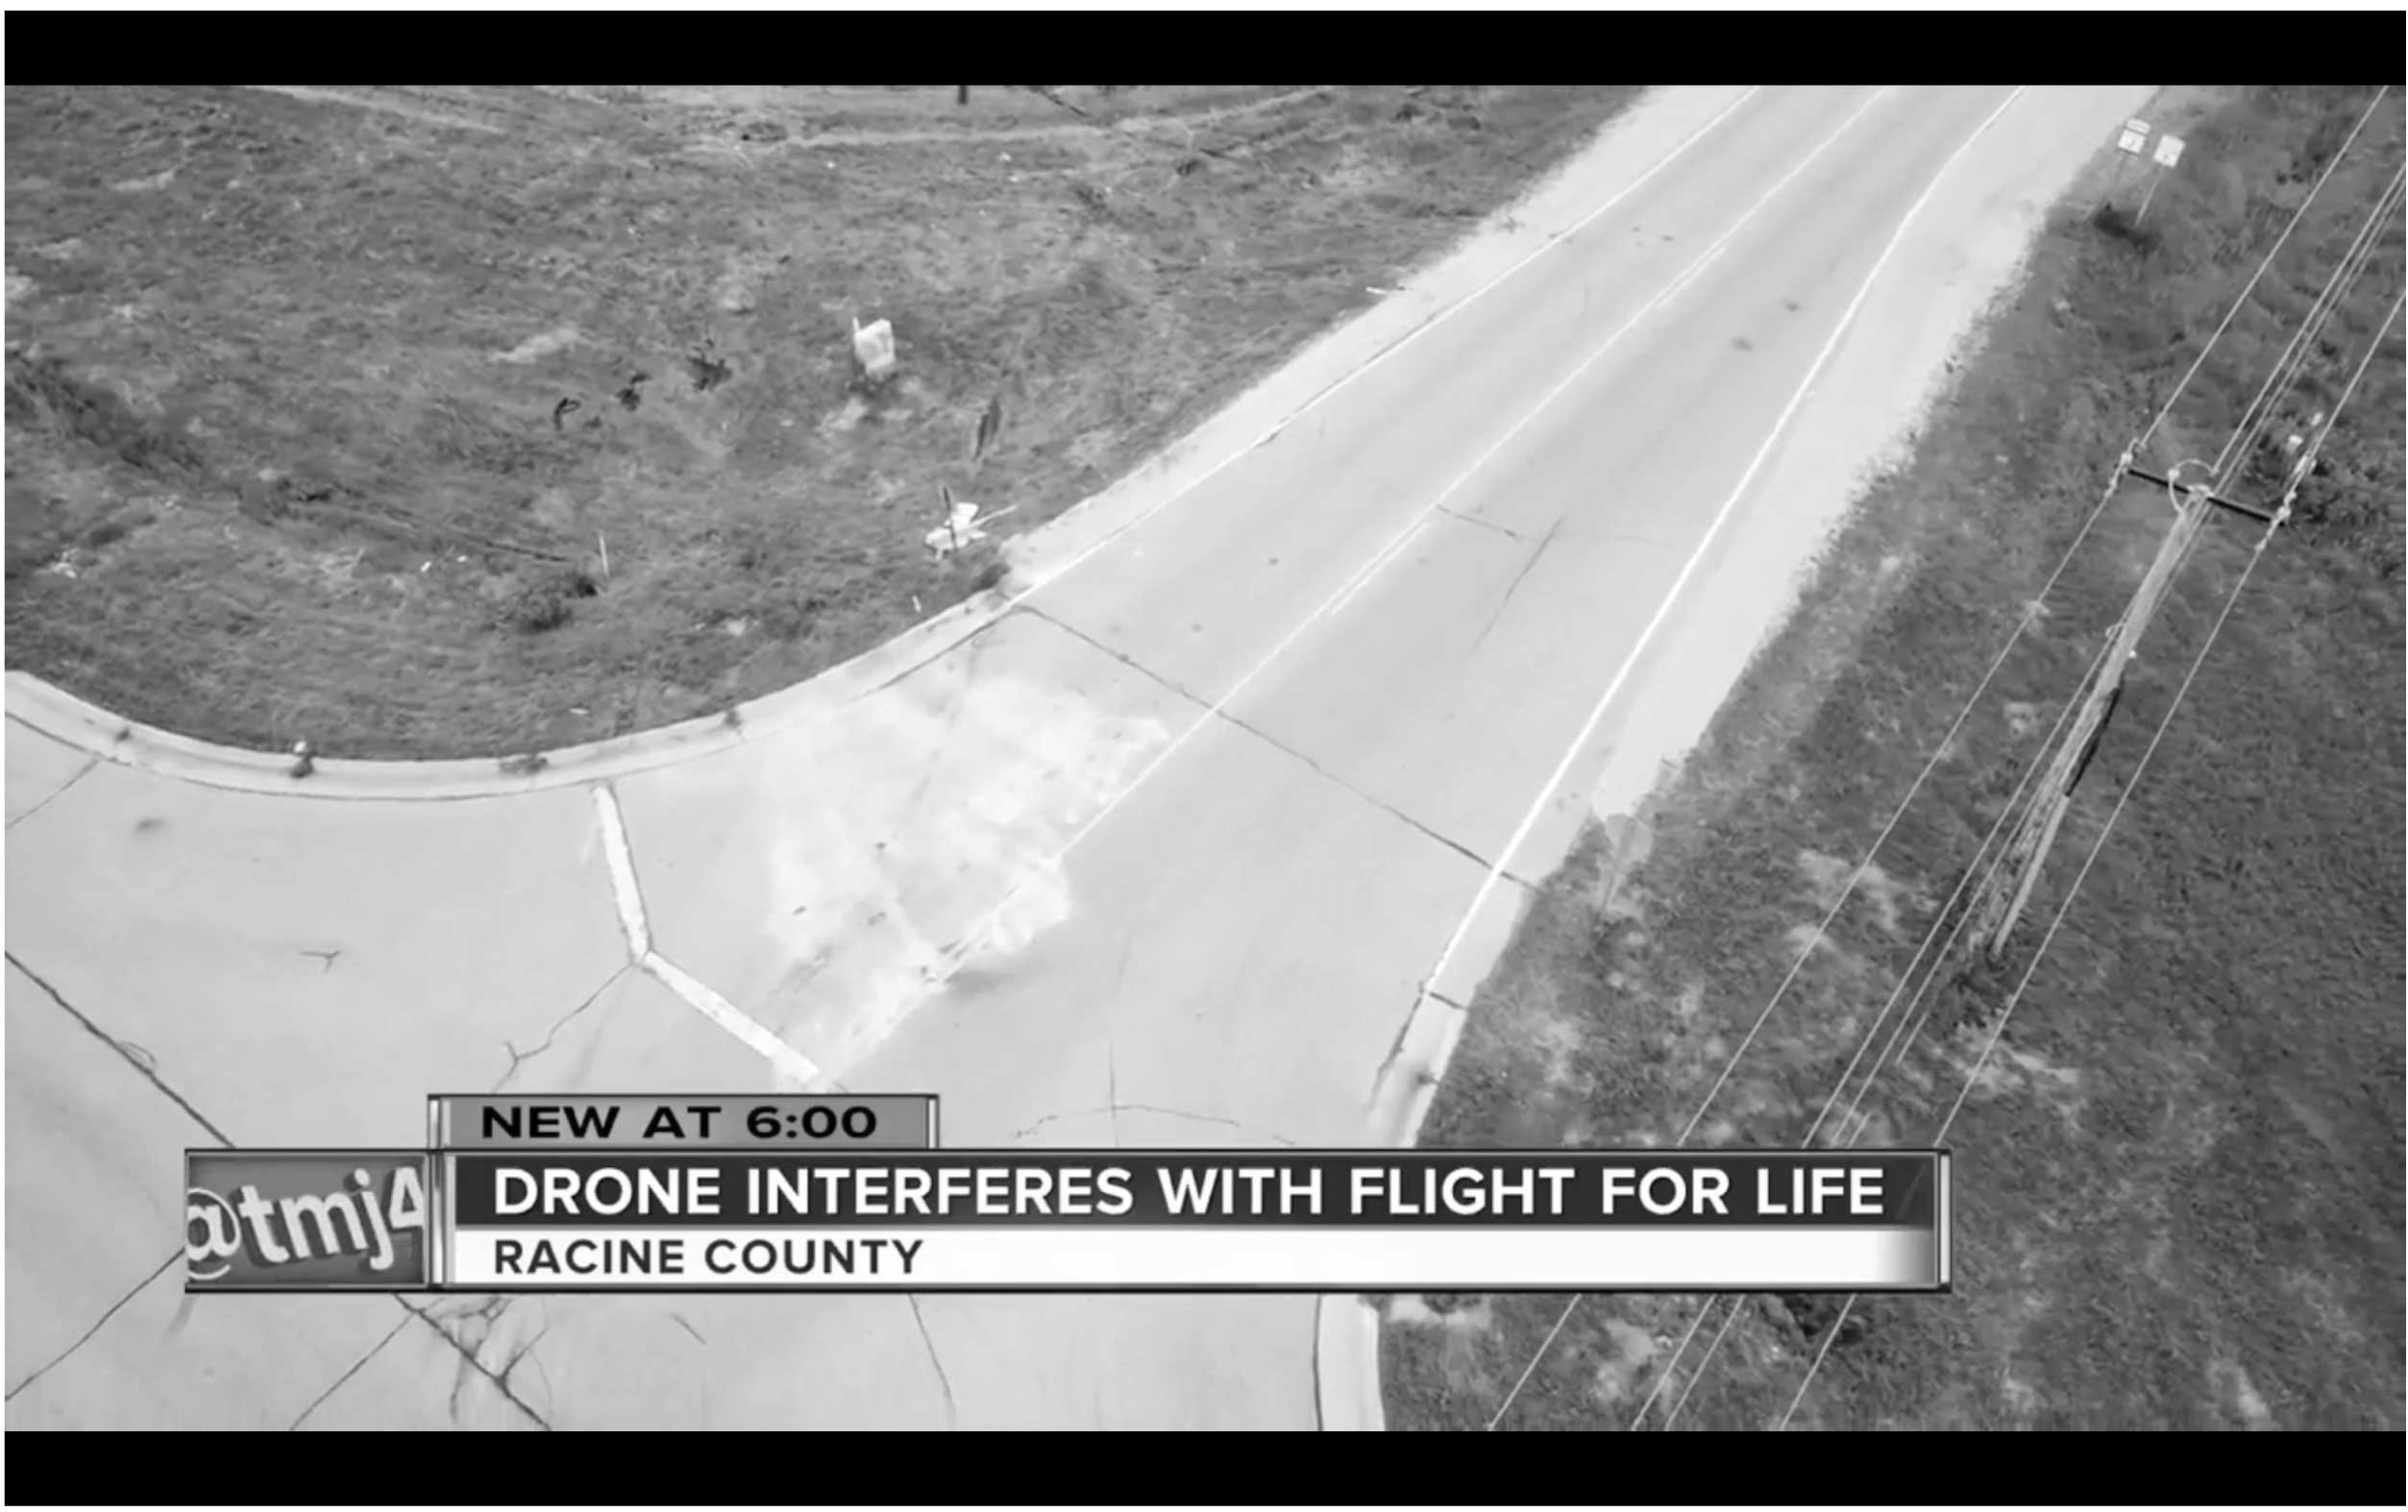 NEW AT 6:00
@tmj4
DRONE INTERFERES WITH FLIGHT FOR LIFE
RACINE COUNTY